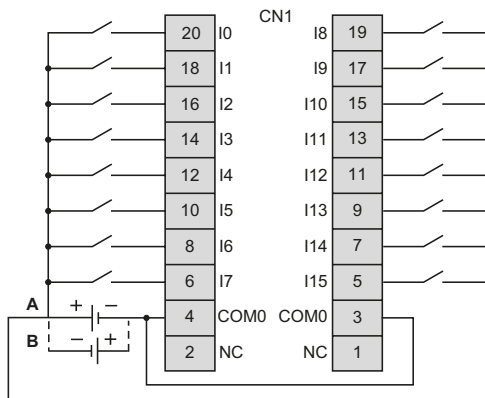 CN1
20 I0 I8 19
18 I1 I9 17
16 I2 I10 15
14 I3 I11 13
12 I4 I12 11
10 I5 I13 9
8 I6 I14 7
6 I7 I15 5
A + − 4 COM0 COM0 3
B − + 2 NC NC 1